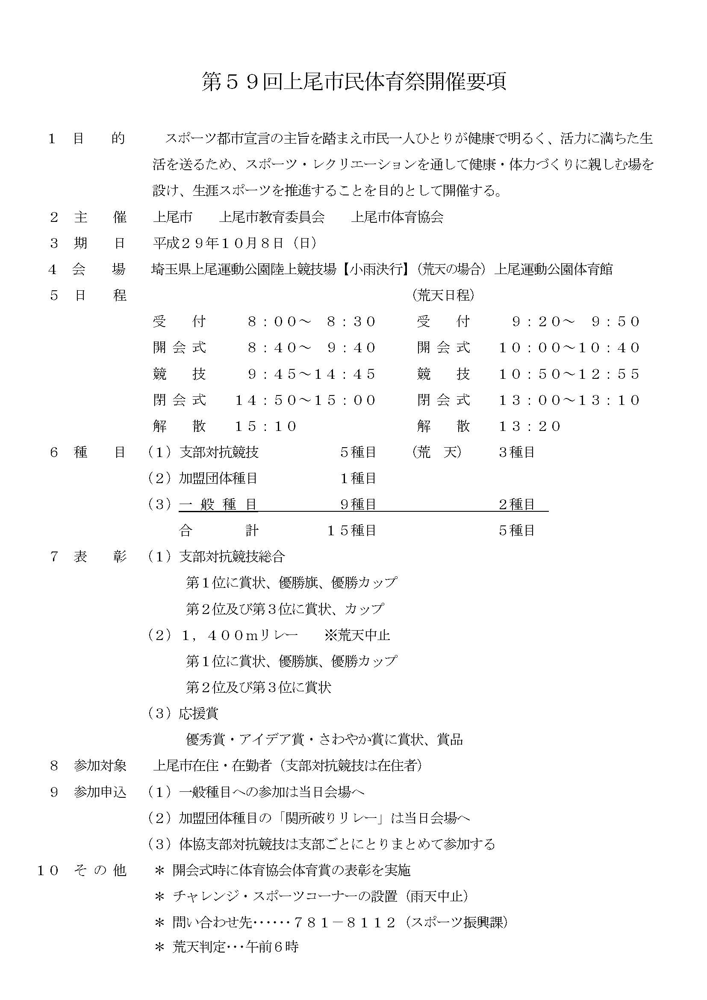 第５９回上尾市民体育祭開催要項
１　目　　的　　　スポーツ都市宣言の主旨を踏まえ市民一人ひとりが健康で明るく、活力に満ちた生
活を送るため、スポーツ・レクリエーションを通して健康・体力づくりに親しむ場を
設け、生涯スポーツを推進することを目的として開催する。
２　主　　催　　上尾市　　上尾市教育委員会　　上尾市体育協会
３　期　　日　　平成２９年１０月８日（日）
４　会　　場　　埼玉県上尾運動公園陸上競技場【小雨決行】（荒天の場合）上尾運動公園体育館
５　日　　程　　（荒天日程）
受　　付　　８：００～　８：３０　　受　　付　　９：２０～　９：５０
開 会 式　　８：４０～　９：４０　　開 会 式　　１０：００～１０：４０
競　　技　　９：４５～１４：４５　　競　　技　　１０：５０～１２：５５
閉 会 式　　１４：５０～１５：００　　閉 会 式　　１３：００～１３：１０
解　　散　　１５：１０　　解　　散　　１３：２０
６　種　　目　（１）支部対抗競技　　５種目　　（荒　天）　　３種目
（２）加盟団体種目　　１種目
（３）一 般 種 目　　９種目　　２種目
合　　　　計　　１５種目　　５種目
７　表　　彰　（１）支部対抗競技総合
第１位に賞状、優勝旗、優勝カップ
第２位及び第３位に賞状、カップ
（２）１，４００ｍリレー　　※荒天中止
第１位に賞状、優勝旗、優勝カップ
第２位及び第３位に賞状
（３）応援賞
優秀賞・アイデア賞・さわやか賞に賞状、賞品
８　参加対象　　上尾市在住・在勤者（支部対抗競技は在住者）
９　参加申込　（１）一般種目への参加は当日会場へ
（２）加盟団体種目の「関所破りリレー」は当日会場へ
（３）体協支部対抗競技は支部ごとにとりまとめて参加する
１０　そ の 他　　＊ 開会式時に体育協会体育賞の表彰を実施
＊ チャレンジ・スポーツコーナーの設置（雨天中止）
＊ 問い合わせ先･･････７８１－８１１２（スポーツ振興課）
＊ 荒天判定･･･午前６時